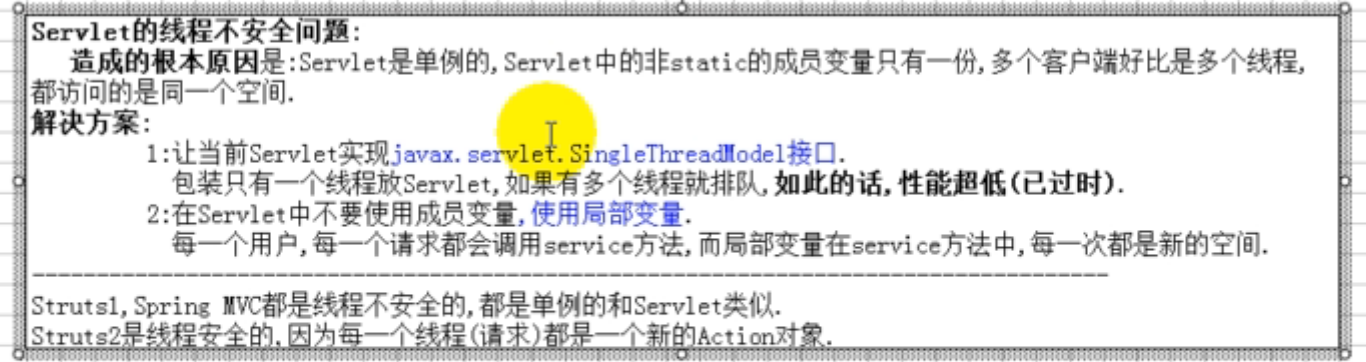 Servlet的线程不安全问题:
造成的根本原因是:Servlet是单例的,Servlet中的非static的成员变量只有一份,多个客户端好比是多个线程,
都访问的是同一个空间.
解决方案:
1:让当前Servlet实现javax.servlet.SingleThreadModel接口.
包装只有一个线程放Servlet,如果有多个线程就排队,如此的话,性能超低(已过时).
2:在Servlet中不要使用成员变量,使用局部变量.
每一个用户,每一个请求都会调用service方法,而局部变量在service方法中,每一次都是新的空间.
Struts1,Spring MVC都是线程不安全的,都是单例的和Servlet类似.
Struts2是线程安全的,因为每一个线程(请求)都是一个新的Action对象.